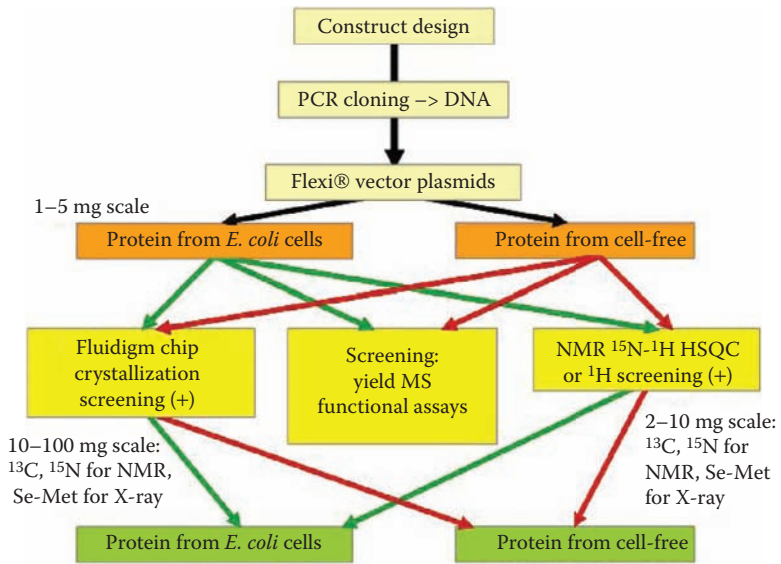 Construct design
PCR cloning –> DNA
Flexi® vector plasmids
1–5 mg scale
Protein from E. coli cells
Protein from cell-free
Fluidigm chip
crystallization
screening (+)
Screening:
yield MS
functional assays
NMR ¹⁵N-¹H HSQC
or ¹H screening (+)
10–100 mg scale:
¹³C, ¹⁵N for NMR,
Se-Met for X-ray
2–10 mg scale:
¹³C, ¹⁵N for
NMR, Se-Met
for X-ray
Protein from E. coli cells
Protein from cell-free